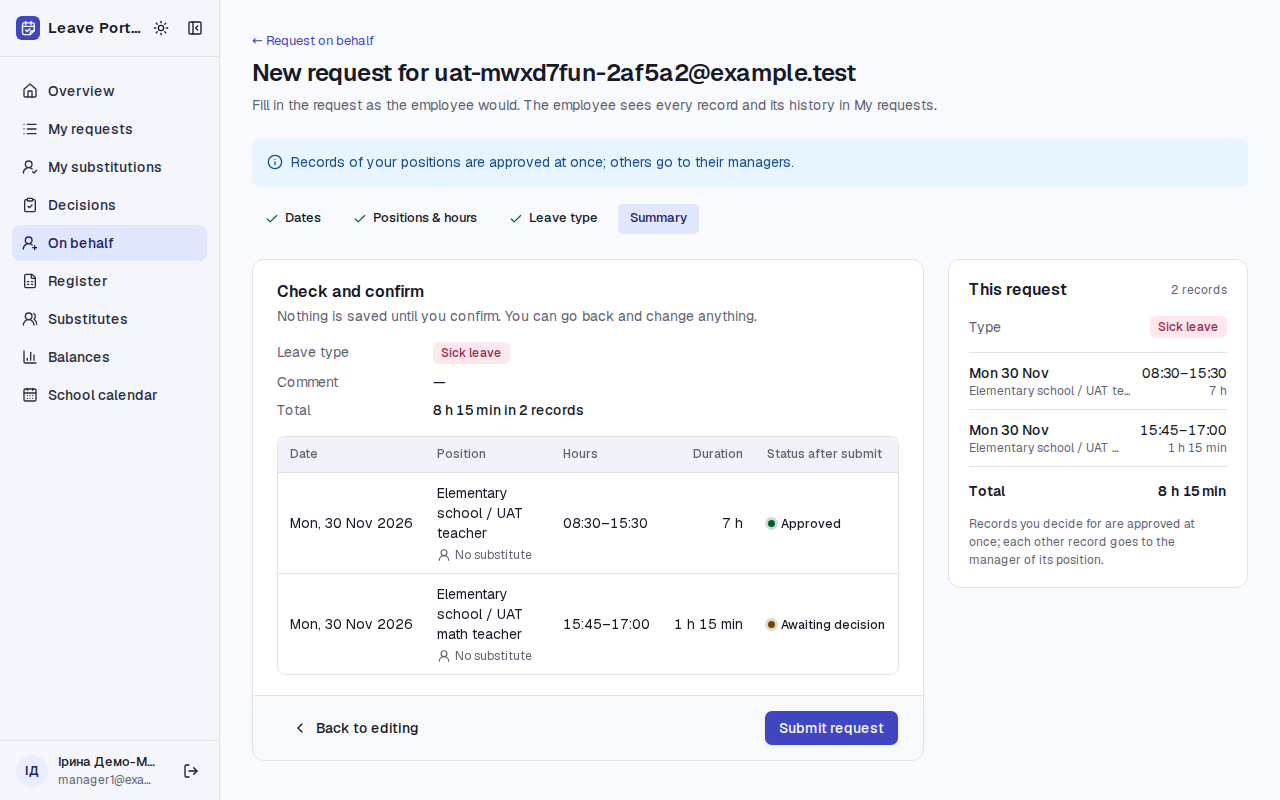 Leave Port…
Overview
My requests
My substitutions
Decisions
On behalf
Register
Substitutes
Balances
School calendar
ІД
Ірина Демо-М…
manager1@exa…
← Request on behalf
New request for uat-mwxd7fun-2af5a2@example.test
Fill in the request as the employee would. The employee sees every record and its history in My requests.
Records of your positions are approved at once; others go to their managers.
Dates
Positions & hours
Leave type
Summary
Check and confirm
Nothing is saved until you confirm. You can go back and change anything.
Leave type Sick leave
Comment —
Total 8 h 15 min in 2 records
Date Position Hours Duration Status after submit
Elementary
school / UAT
teacher
Mon, 30 Nov 2026 08:30–15:30 7 h Approved
No substitute
Elementary
school / UAT
math teacher
Mon, 30 Nov 2026 15:45–17:00 1 h 15 min Awaiting decision
No substitute
Back to editing
Submit request
This request 2 records
Type Sick leave
Mon 30 Nov 08:30–15:30
Elementary school / UAT te… 7 h
Mon 30 Nov 15:45–17:00
Elementary school / UAT … 1 h 15 min
Total 8 h 15 min
Records you decide for are approved at
once; each other record goes to the
manager of its position.